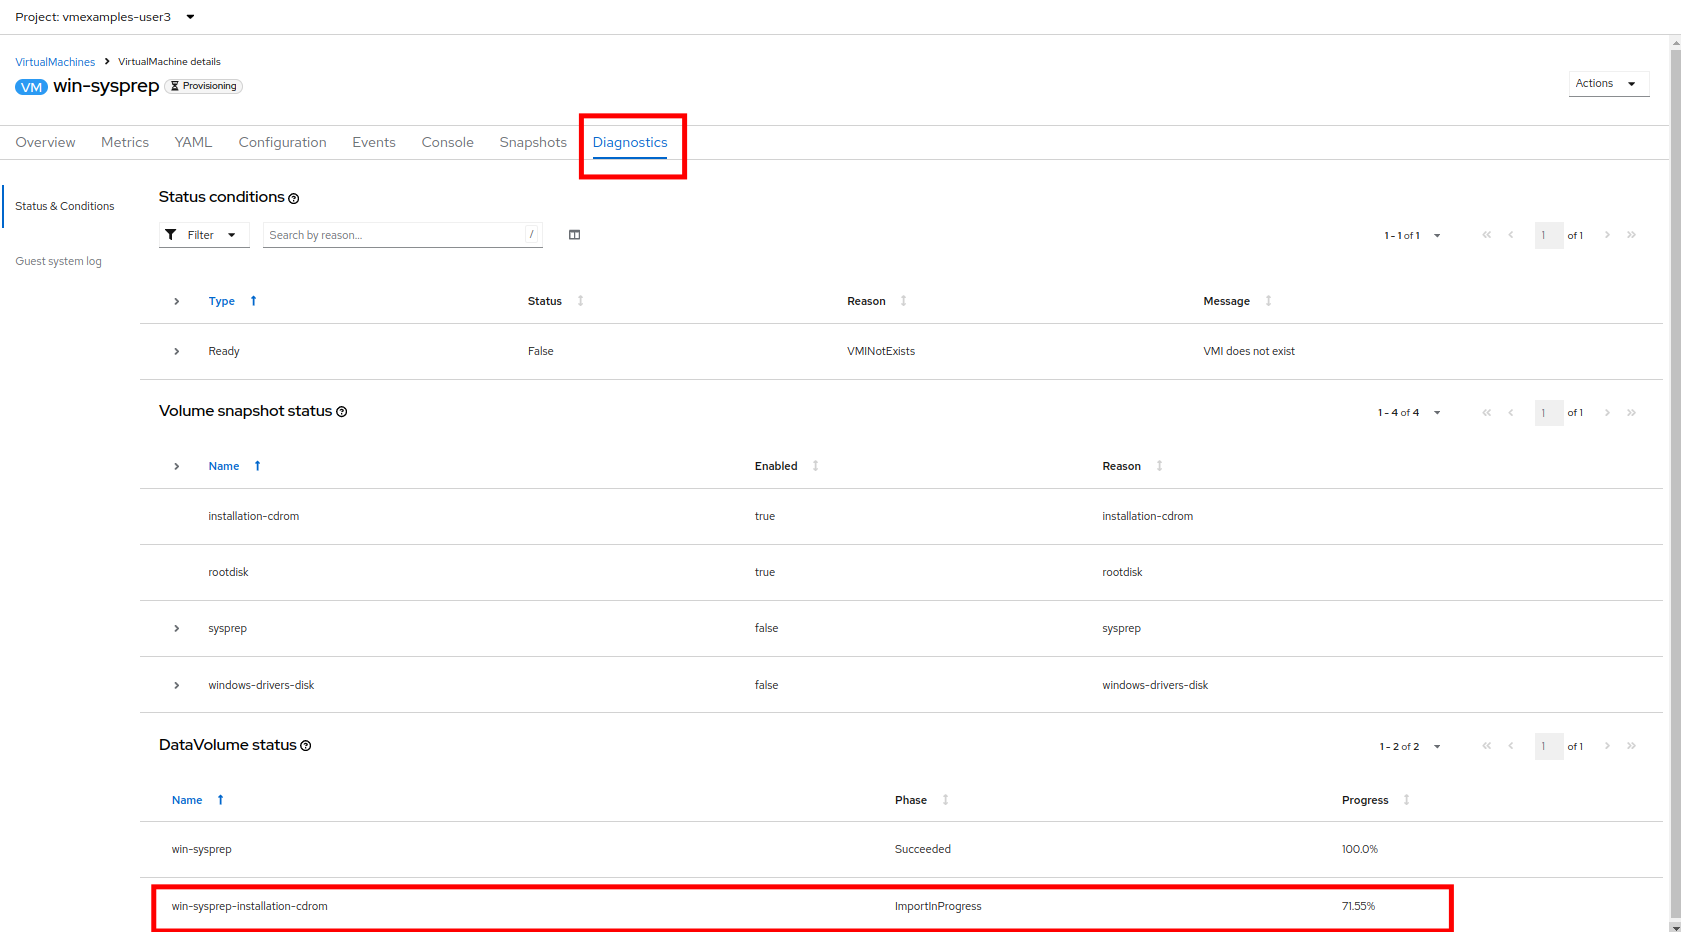 Project: vmexamples-user3
VirtualMachines > VirtualMachine details
VM win-sysprep Provisioning
Actions
Overview Metrics YAML Configuration Events Console Snapshots Diagnostics
Status & Conditions
Guest system log
Status conditions
Filter Search by reason... / 1 - 1 of 1 1 of 1
Type Status Reason Message
Ready False VMINotExists VMI does not exist
Volume snapshot status 1 - 4 of 4 1 of 1
Name Enabled Reason
installation-cdrom true installation-cdrom
rootdisk true rootdisk
sysprep false sysprep
windows-drivers-disk false windows-drivers-disk
DataVolume status 1 - 2 of 2 1 of 1
Name Phase Progress
win-sysprep Succeeded 100.0%
win-sysprep-installation-cdrom ImportInProgress 71.55%